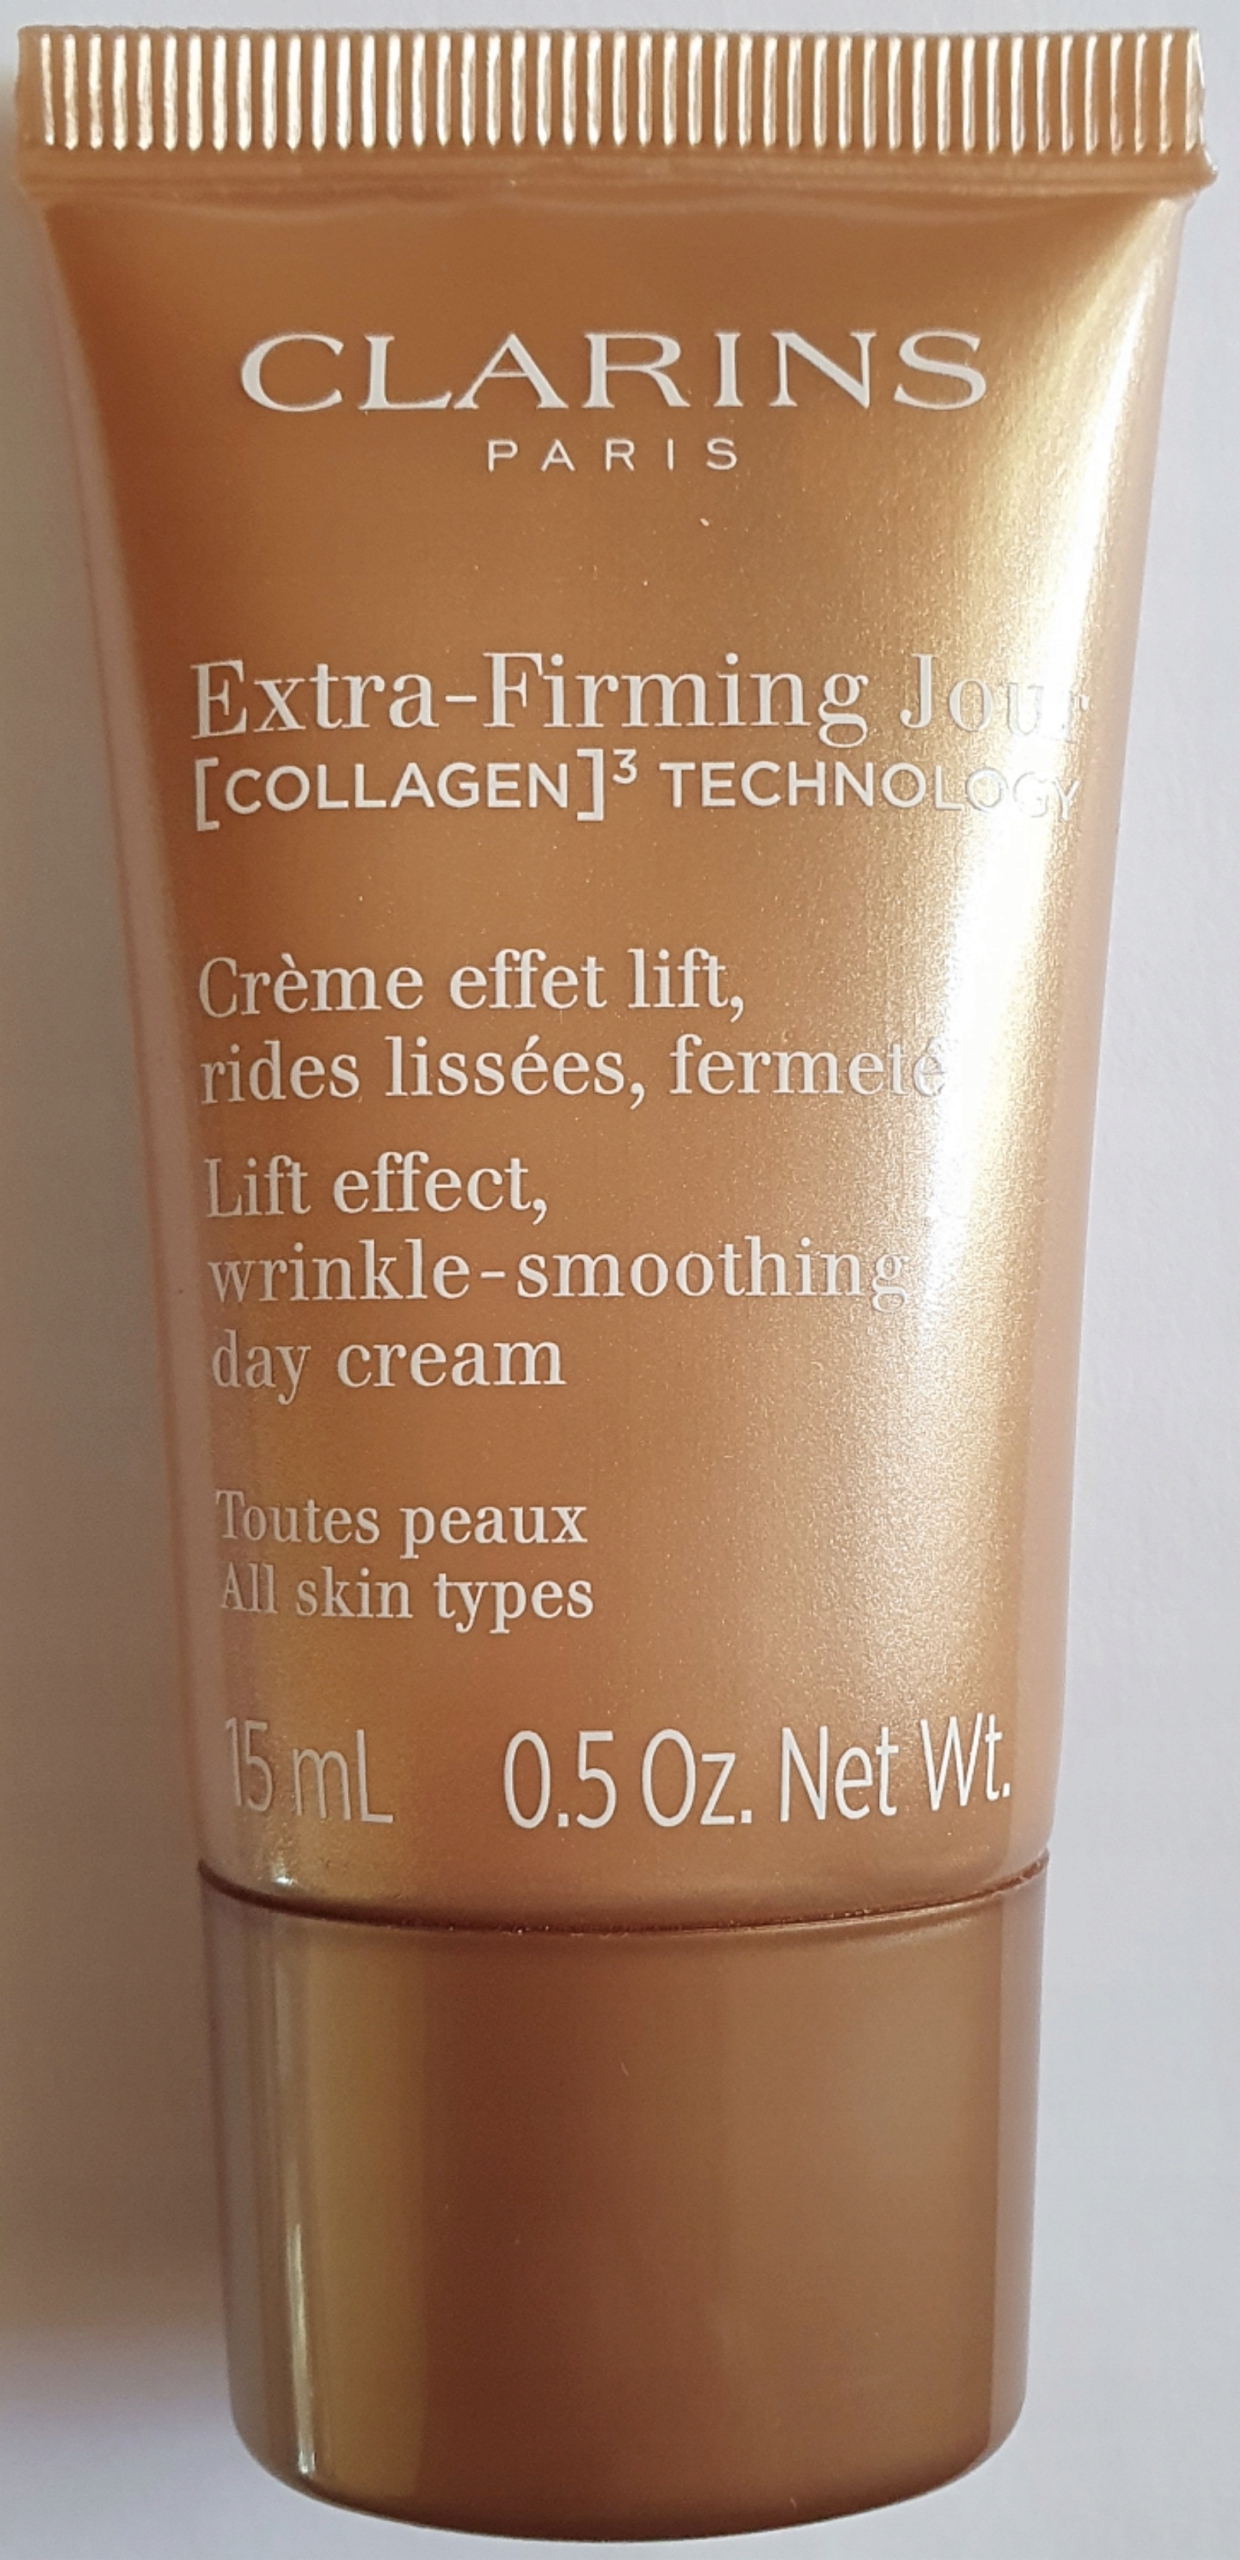 CLARINS
PARIS
Extra-Firming Jour
[COLLAGEN]³ TECHNOLOGY
Crème effet lift,
rides lissées, fermeté
Lift effect,
wrinkle-smoothing
day cream
Toutes peaux
All skin types
15 mL 0.5 Oz. Net Wt.